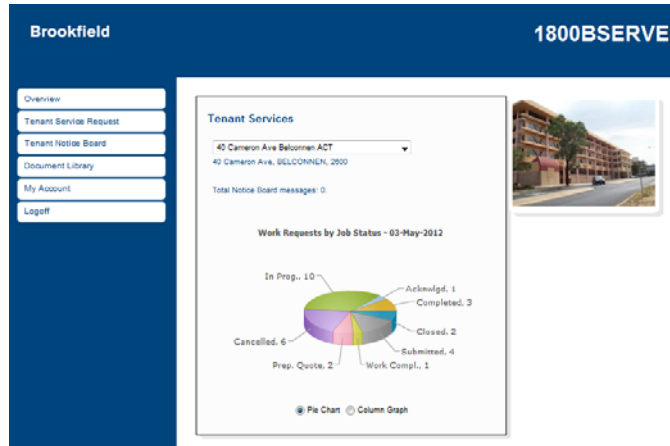 Brookfield
1800BSERVE
Overview
Tenant Service Request
Tenant Notice Board
Document Library
My Account
Logoff
Tenant Services
40 Cameron Ave Belconnen ACT
40 Cameron Ave, BELCONNEN, 2600
Total Notice Board messages: 0.
Work Requests by Job Status - 03-May-2012
In Prog., 10
Acknwlgd, 1
Completed, 3
Closed, 2
Submitted, 4
Work Compl., 1
Prep. Quote, 2
Cancelled, 6
Pie Chart Column Graph